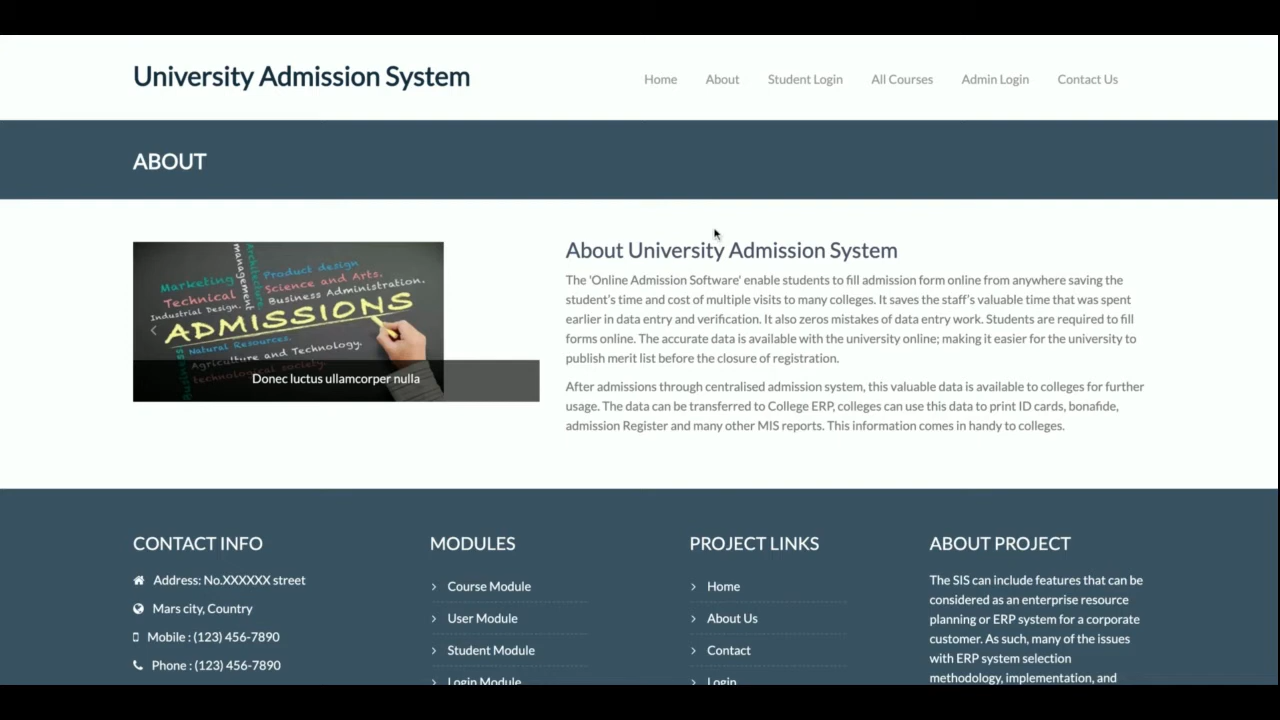 University Admission System
Home About Student Login All Courses Admin Login Contact Us
ABOUT
Marketing
management
Architecture
Product design
Technical
Science and Arts.
Industrial Design.
Business Administration.
ADMISSIONS
Natural Resources.
Business
Agriculture and Technology.
technological society.
Donec luctus ullamcorper nulla
About University Admission System
The 'Online Admission Software' enable students to fill admission form online from anywhere saving the
student's time and cost of multiple visits to many colleges. It saves the staff's valuable time that was spent
earlier in data entry and verification. It also zeros mistakes of data entry work. Students are required to fill
forms online. The accurate data is available with the university online; making it easier for the university to
publish merit list before the closure of registration.
After admissions through centralised admission system, this valuable data is available to colleges for further
usage. The data can be transferred to College ERP, colleges can use this data to print ID cards, bonafide,
admission Register and many other MIS reports. This information comes in handy to colleges.
CONTACT INFO
Address: No.XXXXXX street
Mars city, Country
Mobile : (123) 456-7890
Phone : (123) 456-7890
MODULES
Course Module
User Module
Student Module
Login Module
PROJECT LINKS
Home
About Us
Contact
Login
ABOUT PROJECT
The SIS can include features that can be
considered as an enterprise resource
planning or ERP system for a corporate
customer. As such, many of the issues
with ERP system selection
methodology, implementation, and